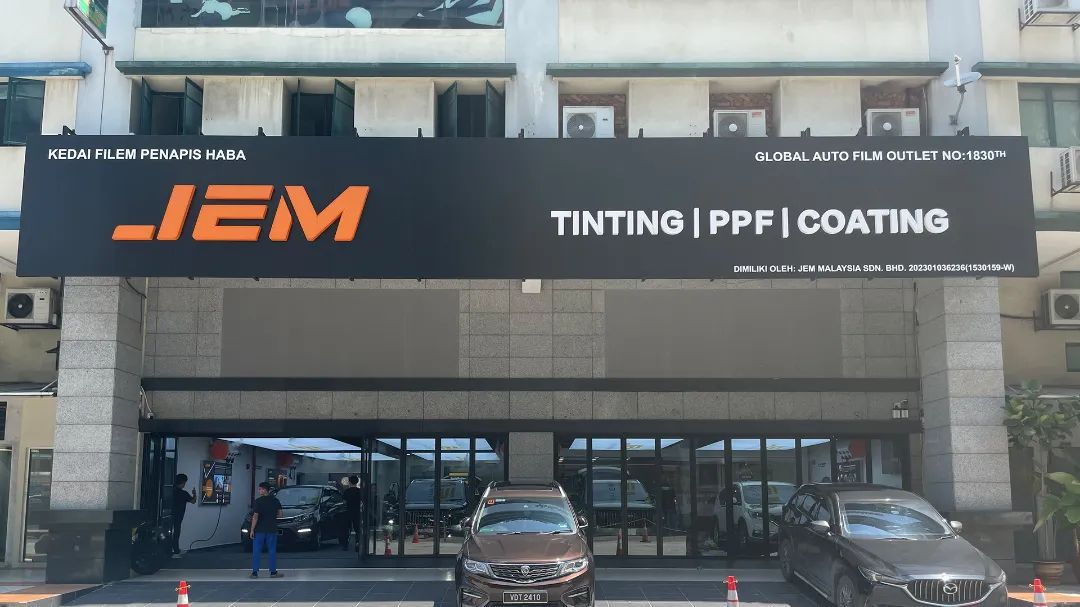 KEDAI FILEM PENAPIS HABA
GLOBAL AUTO FILM OUTLET NO:1830TH
JEM
TINTING | PPF | COATING
DIMILIKI OLEH: JEM MALAYSIA SDN. BHD. 202301036236(1530159-W)
VDT 2410